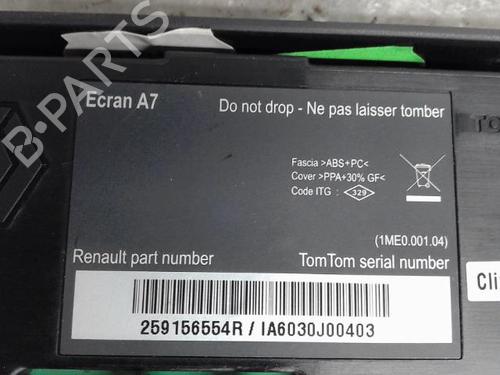 B-PARTS
Ecran A7
Do not drop - Ne pas laisser tomber
Fascia >ABS+PC<
Cover >PPA+30% GF<
Code ITG : 329
(1ME0.001.04)
Renault part number
TomTom serial number
259156554R / IA6030J00403